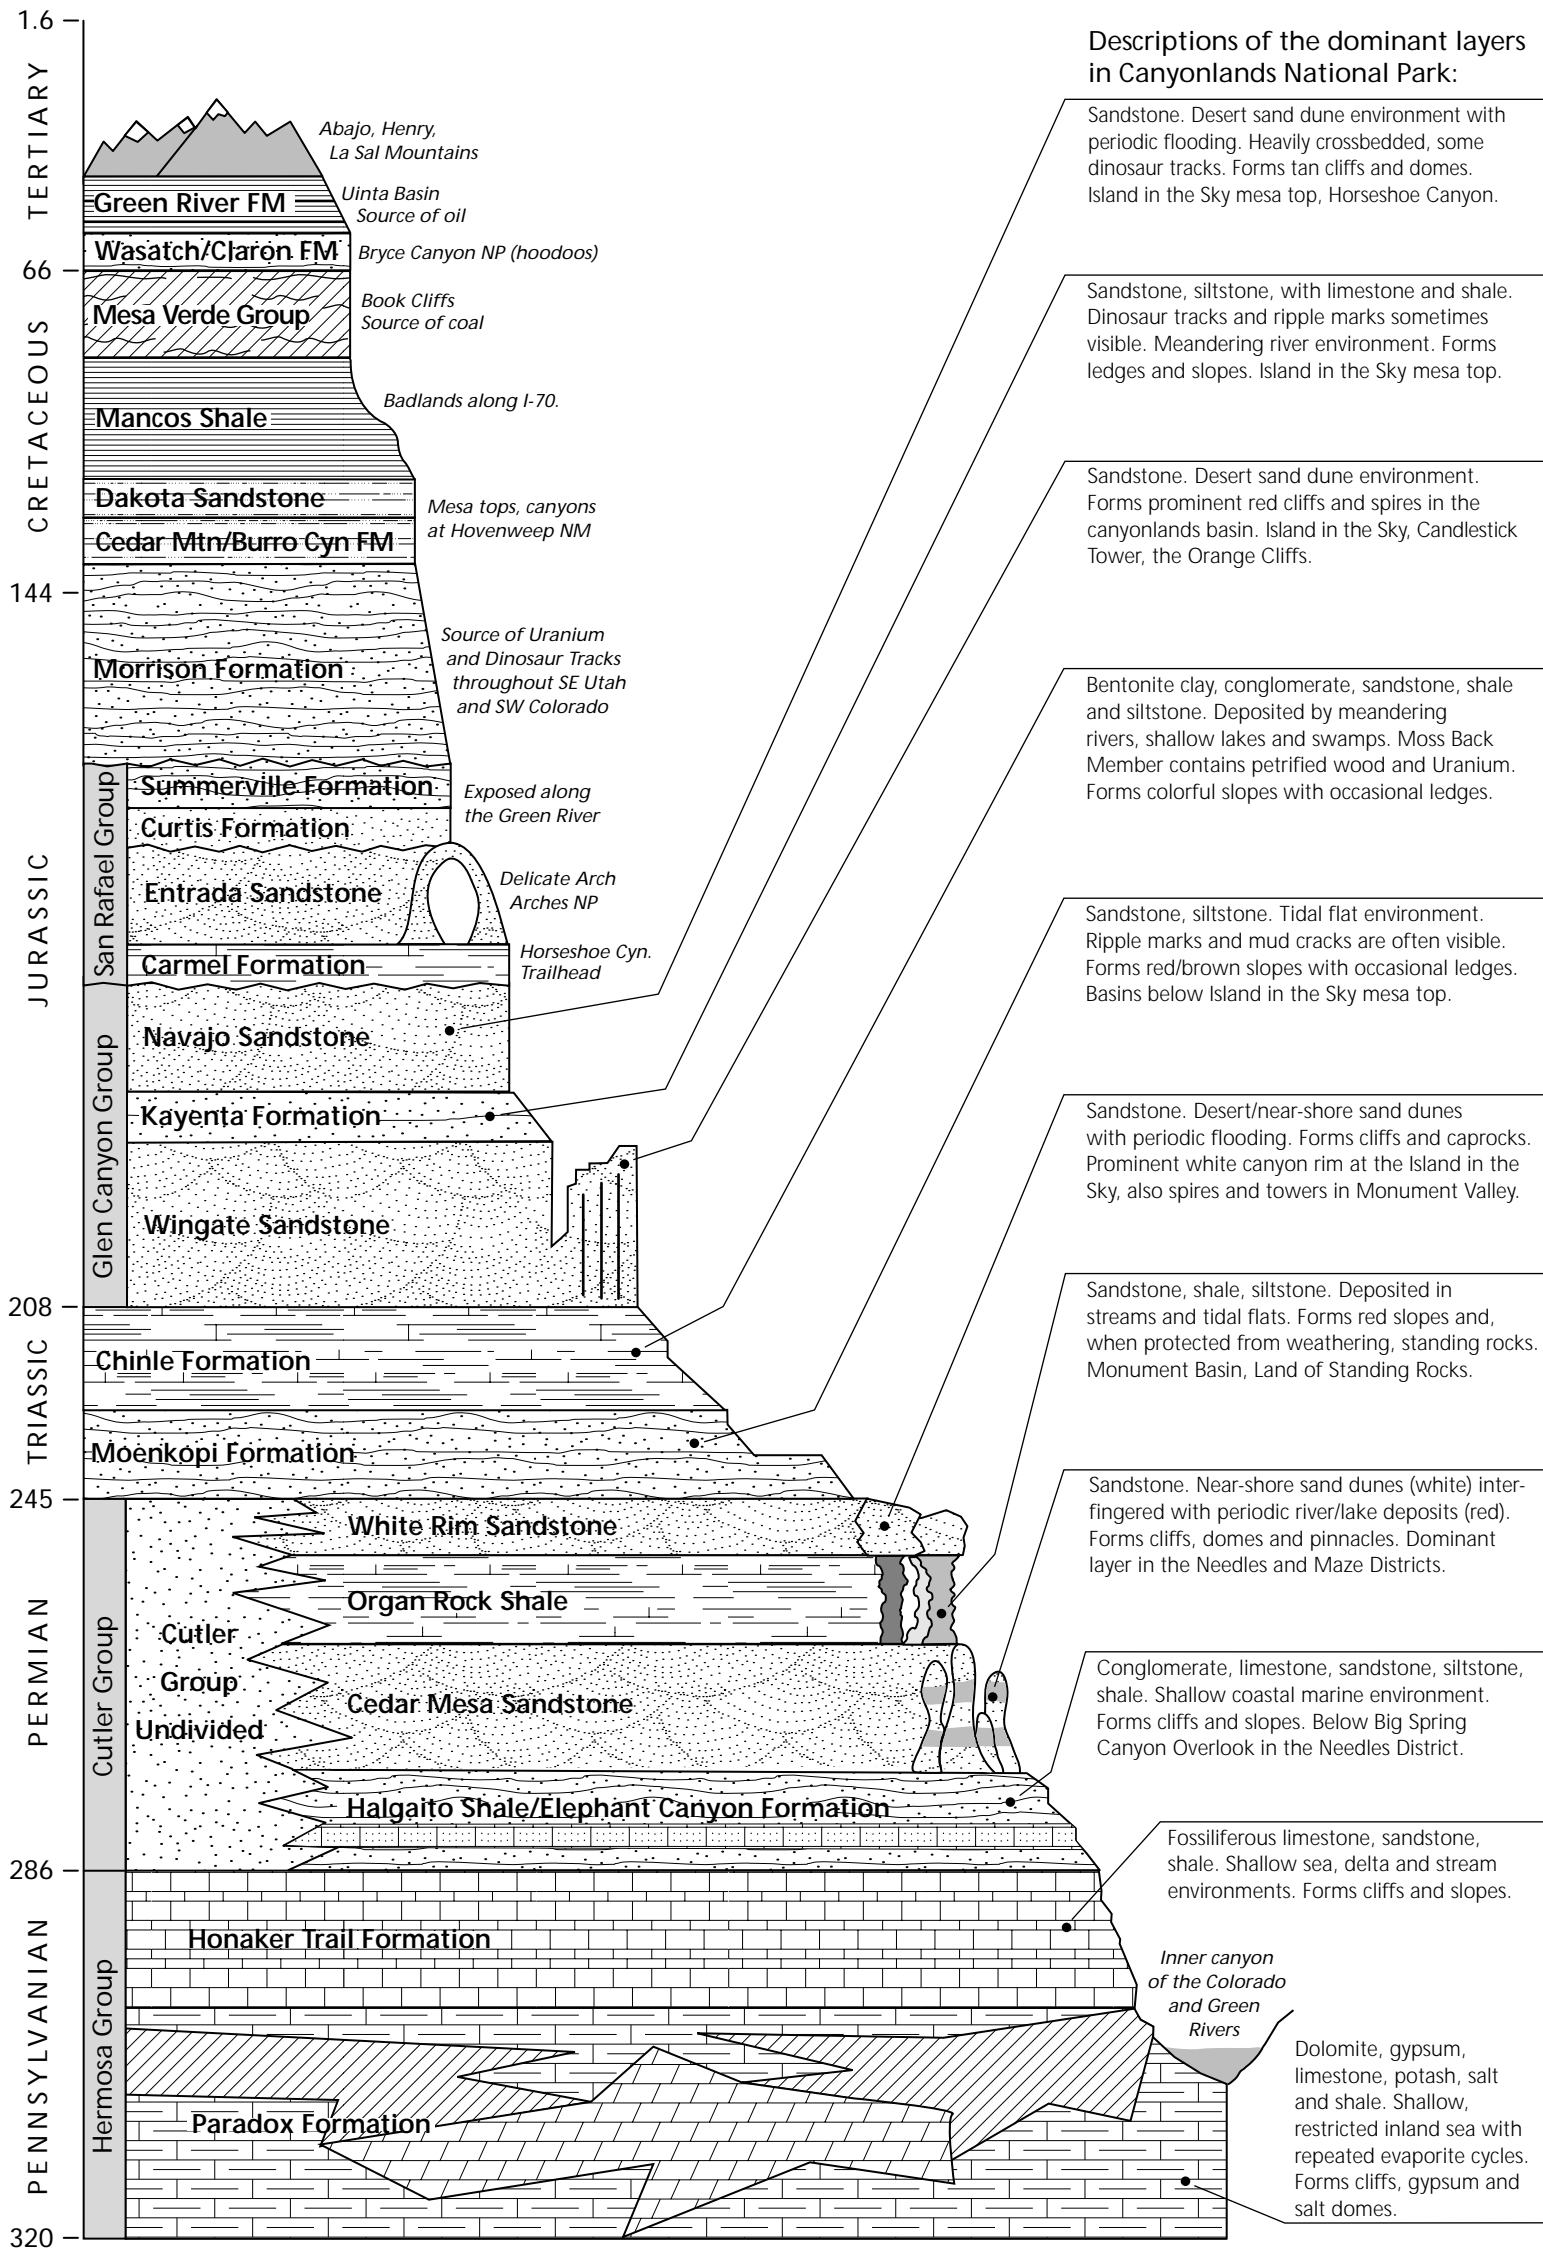 1.6
TERTIARY
Abajo, Henry,
La Sal Mountains
Green River FM
Uinta Basin
Source of oil
Wasatch/Claron FM
Bryce Canyon NP (hoodoos)
66
CRETACEOUS
Mesa Verde Group
Book Cliffs
Source of coal
Mancos Shale
Badlands along I-70.
Dakota Sandstone
Cedar Mtn/Burro Cyn FM
Mesa tops, canyons
at Hovenweep NM
144
JURASSIC
Morrison Formation
Source of Uranium
and Dinosaur Tracks
throughout SE Utah
and SW Colorado
San Rafael Group
Summerville Formation
Curtis Formation
Exposed along
the Green River
Entrada Sandstone
Delicate Arch
Arches NP
Carmel Formation
Horseshoe Cyn.
Trailhead
Glen Canyon Group
Navajo Sandstone
Kayenta Formation
Wingate Sandstone
208
TRIASSIC
Chinle Formation
Moenkopi Formation
245
PERMIAN
Cutler Group
Cutler
Group
Undivided
White Rim Sandstone
Organ Rock Shale
Cedar Mesa Sandstone
Halgaito Shale/Elephant Canyon Formation
286
PENNSYLVANIAN
Hermosa Group
Honaker Trail Formation
Paradox Formation
320
Inner canyon
of the Colorado
and Green
Rivers
Descriptions of the dominant layers
in Canyonlands National Park:
Sandstone. Desert sand dune environment with
periodic flooding. Heavily crossbedded, some
dinosaur tracks. Forms tan cliffs and domes.
Island in the Sky mesa top, Horseshoe Canyon.
Sandstone, siltstone, with limestone and shale.
Dinosaur tracks and ripple marks sometimes
visible. Meandering river environment. Forms
ledges and slopes. Island in the Sky mesa top.
Sandstone. Desert sand dune environment.
Forms prominent red cliffs and spires in the
canyonlands basin. Island in the Sky, Candlestick
Tower, the Orange Cliffs.
Bentonite clay, conglomerate, sandstone, shale
and siltstone. Deposited by meandering
rivers, shallow lakes and swamps. Moss Back
Member contains petrified wood and Uranium.
Forms colorful slopes with occasional ledges.
Sandstone, siltstone. Tidal flat environment.
Ripple marks and mud cracks are often visible.
Forms red/brown slopes with occasional ledges.
Basins below Island in the Sky mesa top.
Sandstone. Desert/near-shore sand dunes
with periodic flooding. Forms cliffs and caprocks.
Prominent white canyon rim at the Island in the
Sky, also spires and towers in Monument Valley.
Sandstone, shale, siltstone. Deposited in
streams and tidal flats. Forms red slopes and,
when protected from weathering, standing rocks.
Monument Basin, Land of Standing Rocks.
Sandstone. Near-shore sand dunes (white) inter-
fingered with periodic river/lake deposits (red).
Forms cliffs, domes and pinnacles. Dominant
layer in the Needles and Maze Districts.
Conglomerate, limestone, sandstone, siltstone,
shale. Shallow coastal marine environment.
Forms cliffs and slopes. Below Big Spring
Canyon Overlook in the Needles District.
Fossiliferous limestone, sandstone,
shale. Shallow sea, delta and stream
environments. Forms cliffs and slopes.
Dolomite, gypsum,
limestone, potash, salt
and shale. Shallow,
restricted inland sea with
repeated evaporite cycles.
Forms cliffs, gypsum and
salt domes.